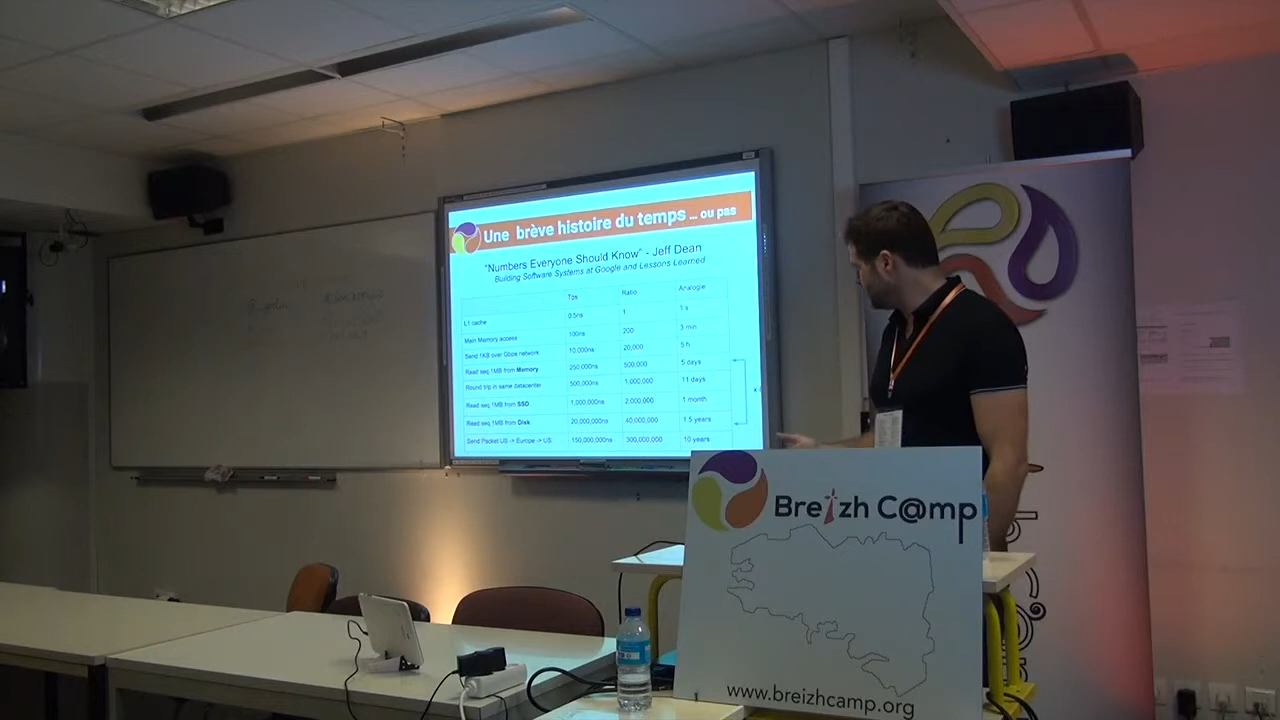 Une brève histoire du temps ... ou pas
"Numbers Everyone Should Know" - Jeff Dean
Building Software Systems at Google and Lessons Learned
Tps Ratio Analogie
L1 cache 0.5ns 1 1 s
Main Memory access 100ns 200 3 min
Send 1KB over Gbps network 10,000ns 20,000 5 h
Read seq 1MB from Memory 250,000ns 500,000 5 days
Round trip in same datacenter 500,000ns 1,000,000 11 days
Read seq 1MB from SSD 1,000,000ns 2,000,000 1 month
Read seq 1MB from Disk 20,000,000ns 40,000,000 1.5 years
Send Packet US -> Europe -> US 150,000,000ns 300,000,000 10 years
Breizh C@mp
www.breizhcamp.org